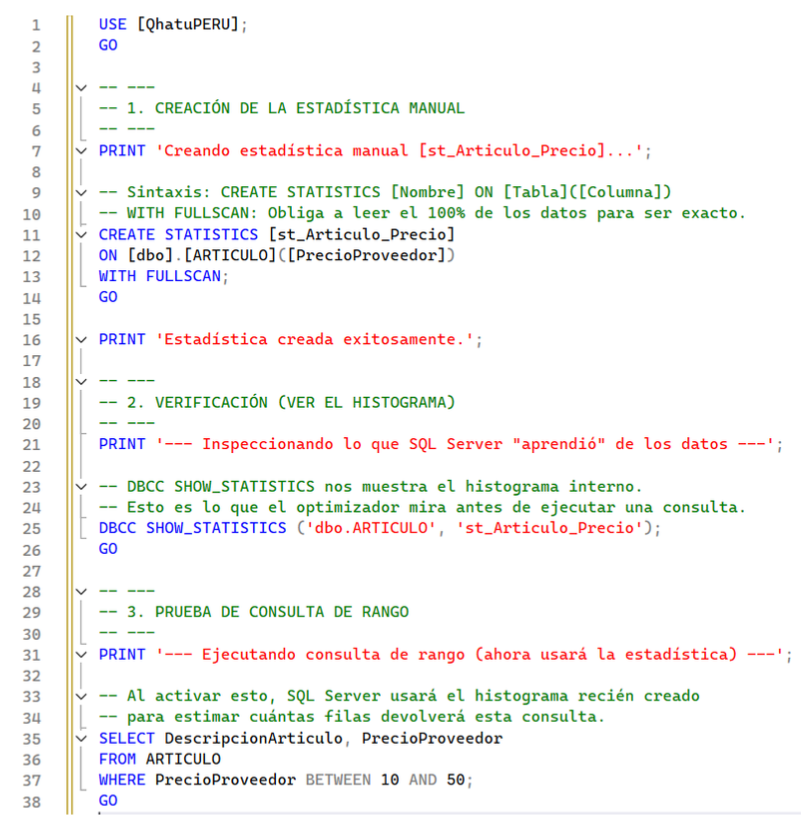 1 USE [QhatuPERU];
2 GO
3
4 -- ---
5 -- 1. CREACIÓN DE LA ESTADÍSTICA MANUAL
6 -- ---
7 PRINT 'Creando estadística manual [st_Articulo_Precio]...';
8
9 -- Sintaxis: CREATE STATISTICS [Nombre] ON [Tabla]([Columna])
10 -- WITH FULLSCAN: Obliga a leer el 100% de los datos para ser exacto.
11 CREATE STATISTICS [st_Articulo_Precio]
12 ON [dbo].[ARTICULO]([PrecioProveedor])
13 WITH FULLSCAN;
14 GO
15
16 PRINT 'Estadística creada exitosamente.';
17
18 -- ---
19 -- 2. VERIFICACIÓN (VER EL HISTOGRAMA)
20 -- ---
21 PRINT '--- Inspeccionando lo que SQL Server "aprendió" de los datos ---';
22
23 -- DBCC SHOW_STATISTICS nos muestra el histograma interno.
24 -- Esto es lo que el optimizador mira antes de ejecutar una consulta.
25 DBCC SHOW_STATISTICS ('dbo.ARTICULO', 'st_Articulo_Precio');
26 GO
27
28 -- ---
29 -- 3. PRUEBA DE CONSULTA DE RANGO
30 -- ---
31 PRINT '--- Ejecutando consulta de rango (ahora usará la estadística) ---';
32
33 -- Al activar esto, SQL Server usará el histograma recién creado
34 -- para estimar cuántas filas devolverá esta consulta.
35 SELECT DescripcionArticulo, PrecioProveedor
36 FROM ARTICULO
37 WHERE PrecioProveedor BETWEEN 10 AND 50;
38 GO